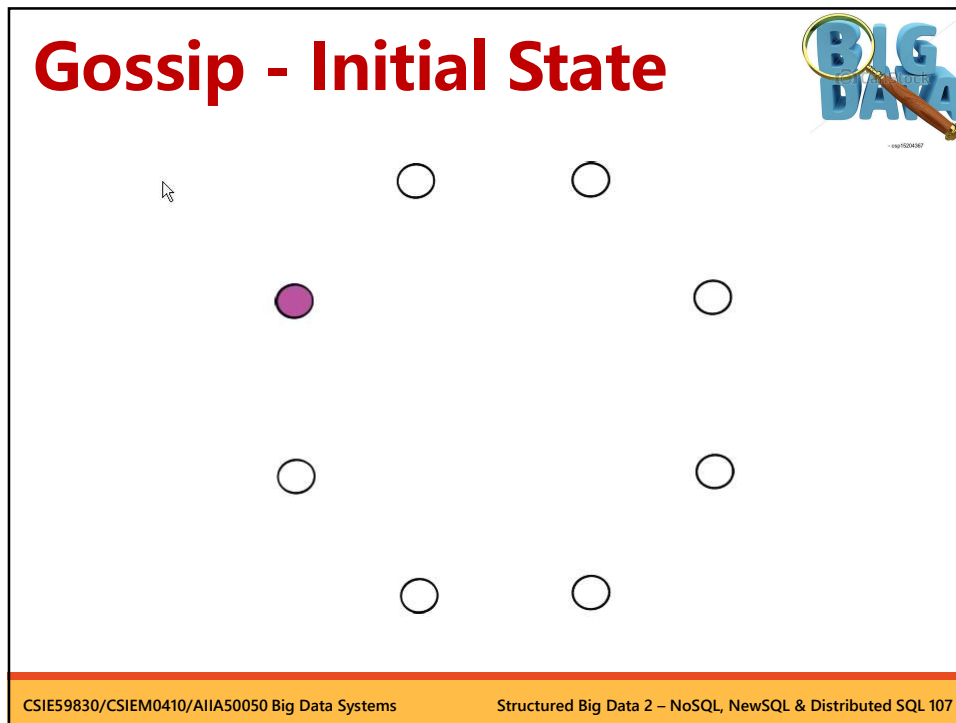 Gossip - Initial State
BIG
DATA
- csp15204367
CSIE59830/CSIEM0410/AIIA50050 Big Data Systems
Structured Big Data 2 – NoSQL, NewSQL & Distributed SQL 107